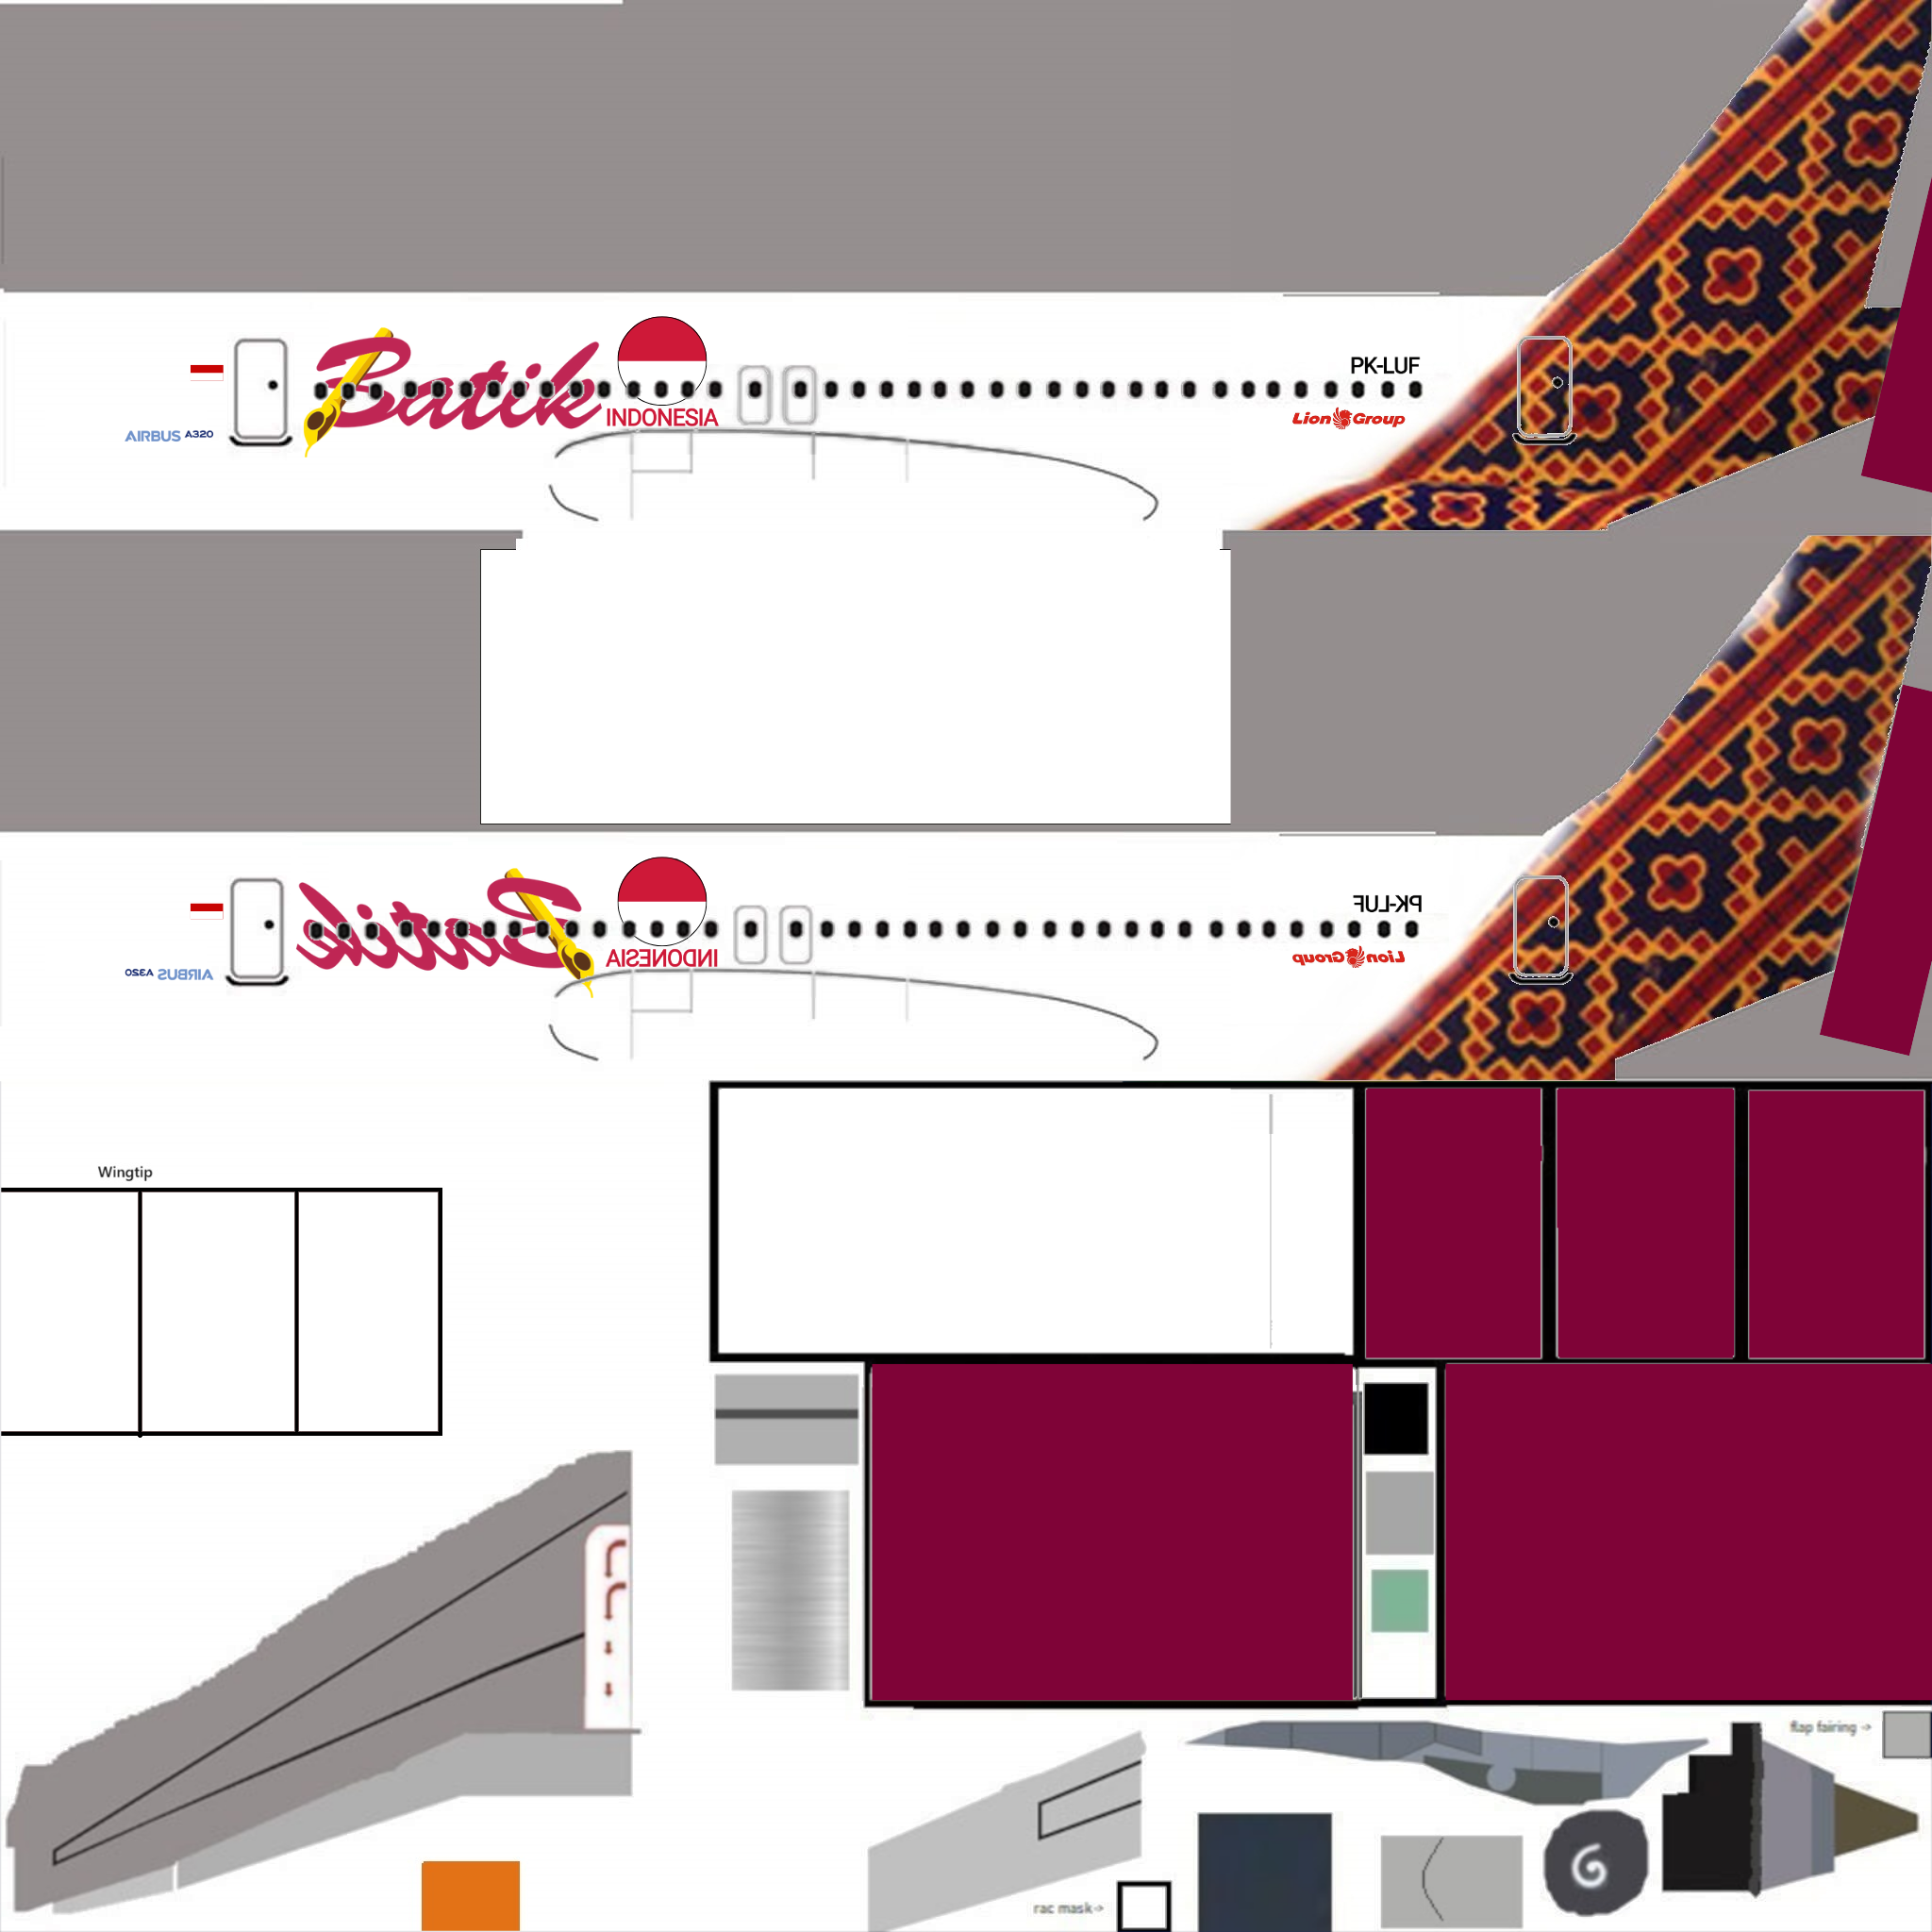 Batik
INDONESIA
AIRBUS A320
PK-LUF
Lion Group
Batik
INDONESIA
AIRBUS A320
PK-LUF
Lion Group
Wingtip
flap fairing ->
rac mask->